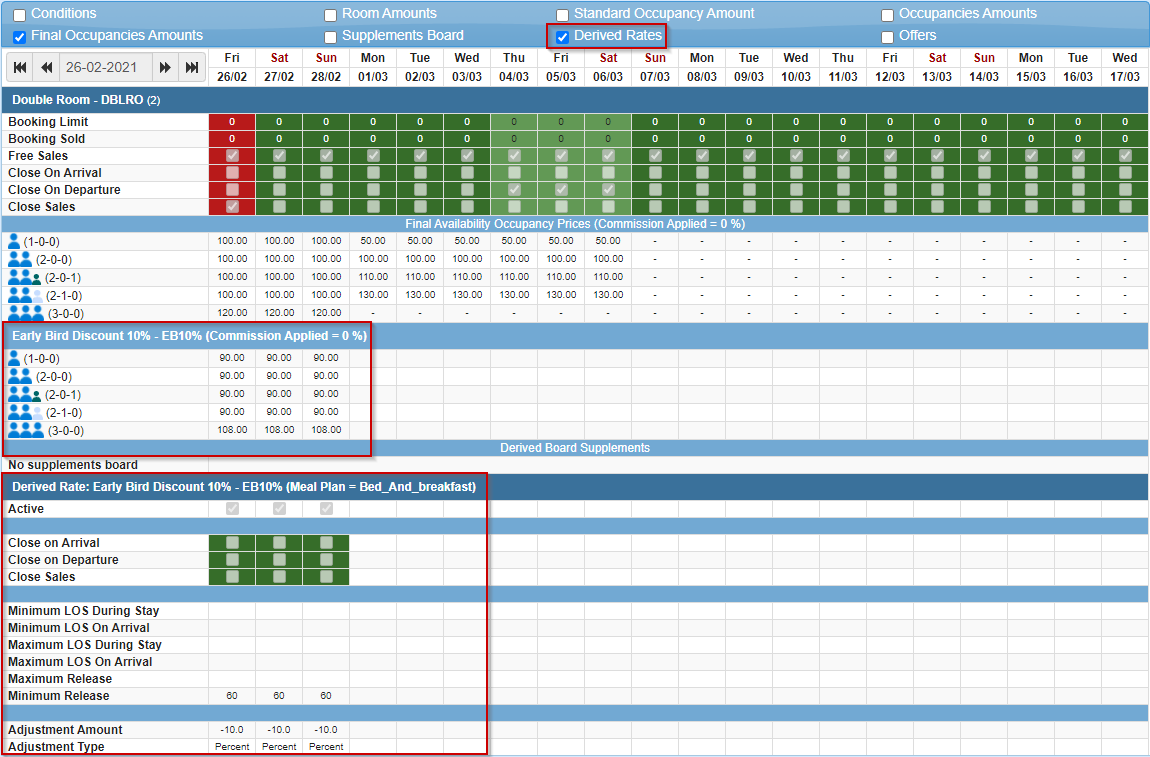 Conditions Room Amounts Standard Occupancy Amount Occupancies Amounts
Final Occupancies Amounts Supplements Board Derived Rates Offers
26-02-2021 Fri Sat Sun Mon Tue Wed Thu Fri Sat Sun Mon Tue Wed Thu Fri Sat Sun Mon Tue Wed
26/02 27/02 28/02 01/03 02/03 03/03 04/03 05/03 06/03 07/03 08/03 09/03 10/03 11/03 12/03 13/03 14/03 15/03 16/03 17/03
Double Room - DBLRO (2)
Booking Limit 0 0 0 0 0 0 0 0 0 0 0 0 0 0 0 0 0 0 0 0
Booking Sold 0 0 0 0 0 0 0 0 0 0 0 0 0 0 0 0 0 0 0 0
Free Sales
Close On Arrival
Close On Departure
Close Sales
Final Availability Occupancy Prices (Commission Applied = 0 %)
(1-0-0) 100.00 100.00 100.00 50.00 50.00 50.00 50.00 50.00 50.00 - - - - - - - - - - -
(2-0-0) 100.00 100.00 100.00 100.00 100.00 100.00 100.00 100.00 100.00 - - - - - - - - - - -
(2-0-1) 100.00 100.00 100.00 110.00 110.00 110.00 110.00 110.00 110.00 - - - - - - - - - - -
(2-1-0) 100.00 100.00 100.00 130.00 130.00 130.00 130.00 130.00 130.00 - - - - - - - - - - -
(3-0-0) 120.00 120.00 120.00 - - - - - - - - - - - - - - - - -
Early Bird Discount 10% - EB10% (Commission Applied = 0 %)
(1-0-0) 90.00 90.00 90.00
(2-0-0) 90.00 90.00 90.00
(2-0-1) 90.00 90.00 90.00
(2-1-0) 90.00 90.00 90.00
(3-0-0) 108.00 108.00 108.00
Derived Board Supplements
No supplements board
Derived Rate: Early Bird Discount 10% - EB10% (Meal Plan = Bed_And_breakfast)
Active
Close on Arrival
Close on Departure
Close Sales
Minimum LOS During Stay
Minimum LOS On Arrival
Maximum LOS During Stay
Maximum LOS On Arrival
Maximum Release
Minimum Release 60 60 60
Adjustment Amount -10.0 -10.0 -10.0
Adjustment Type Percent Percent Percent